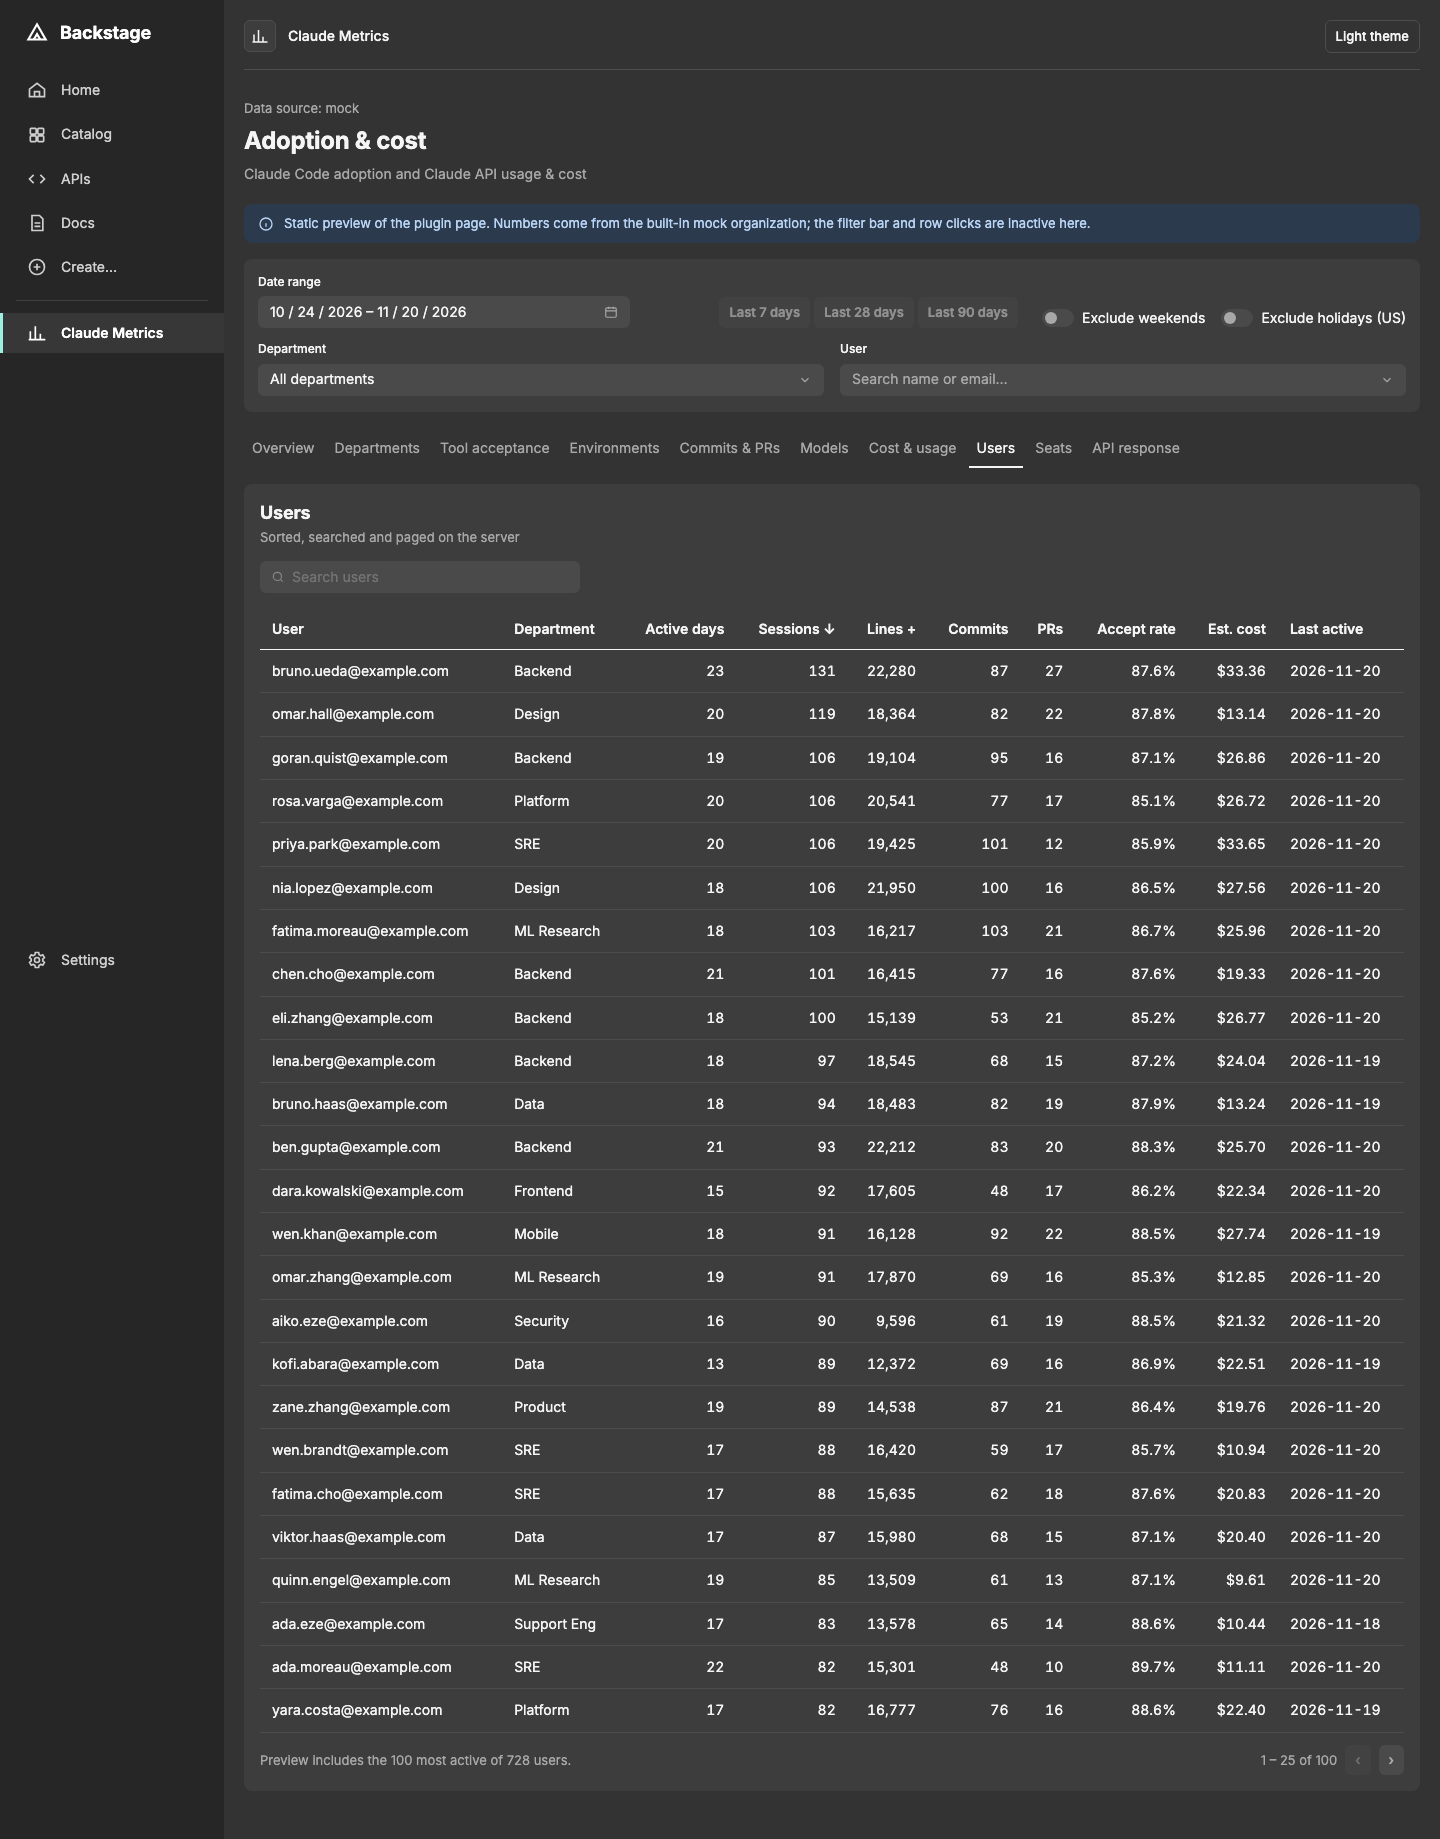 Backstage
Home
Catalog
APIs
Docs
Create...
Claude Metrics
Settings
Claude Metrics
Light theme
Data source: mock
Adoption & cost
Claude Code adoption and Claude API usage & cost
Static preview of the plugin page. Numbers come from the built-in mock organization; the filter bar and row clicks are inactive here.
Date range
10 / 24 / 2026 – 11 / 20 / 2026
Last 7 days Last 28 days Last 90 days
Exclude weekends Exclude holidays (US)
Department
All departments
User
Search name or email...
Overview Departments Tool acceptance Environments Commits & PRs Models Cost & usage Users Seats API response
Users
Sorted, searched and paged on the server
Search users
User Department Active days Sessions ↓ Lines + Commits PRs Accept rate Est. cost Last active
bruno.ueda@example.com Backend 23 131 22,280 87 27 87.6% $33.36 2026-11-20
omar.hall@example.com Design 20 119 18,364 82 22 87.8% $13.14 2026-11-20
goran.quist@example.com Backend 19 106 19,104 95 16 87.1% $26.86 2026-11-20
rosa.varga@example.com Platform 20 106 20,541 77 17 85.1% $26.72 2026-11-20
priya.park@example.com SRE 20 106 19,425 101 12 85.9% $33.65 2026-11-20
nia.lopez@example.com Design 18 106 21,950 100 16 86.5% $27.56 2026-11-20
fatima.moreau@example.com ML Research 18 103 16,217 103 21 86.7% $25.96 2026-11-20
chen.cho@example.com Backend 21 101 16,415 77 16 87.6% $19.33 2026-11-20
eli.zhang@example.com Backend 18 100 15,139 53 21 85.2% $26.77 2026-11-20
lena.berg@example.com Backend 18 97 18,545 68 15 87.2% $24.04 2026-11-19
bruno.haas@example.com Data 18 94 18,483 82 19 87.9% $13.24 2026-11-19
ben.gupta@example.com Backend 21 93 22,212 83 20 88.3% $25.70 2026-11-20
dara.kowalski@example.com Frontend 15 92 17,605 48 17 86.2% $22.34 2026-11-20
wen.khan@example.com Mobile 18 91 16,128 92 22 88.5% $27.74 2026-11-19
omar.zhang@example.com ML Research 19 91 17,870 69 16 85.3% $12.85 2026-11-20
aiko.eze@example.com Security 16 90 9,596 61 19 88.5% $21.32 2026-11-20
kofi.abara@example.com Data 13 89 12,372 69 16 86.9% $22.51 2026-11-19
zane.zhang@example.com Product 19 89 14,538 87 21 86.4% $19.76 2026-11-20
wen.brandt@example.com SRE 17 88 16,420 59 17 85.7% $10.94 2026-11-20
fatima.cho@example.com SRE 17 88 15,635 62 18 87.6% $20.83 2026-11-20
viktor.haas@example.com Data 17 87 15,980 68 15 87.1% $20.40 2026-11-20
quinn.engel@example.com ML Research 19 85 13,509 61 13 87.1% $9.61 2026-11-20
ada.eze@example.com Support Eng 17 83 13,578 65 14 88.6% $10.44 2026-11-18
ada.moreau@example.com SRE 22 82 15,301 48 10 89.7% $11.11 2026-11-20
yara.costa@example.com Platform 17 82 16,777 76 16 88.6% $22.40 2026-11-19
Preview includes the 100 most active of 728 users.
1 – 25 of 100